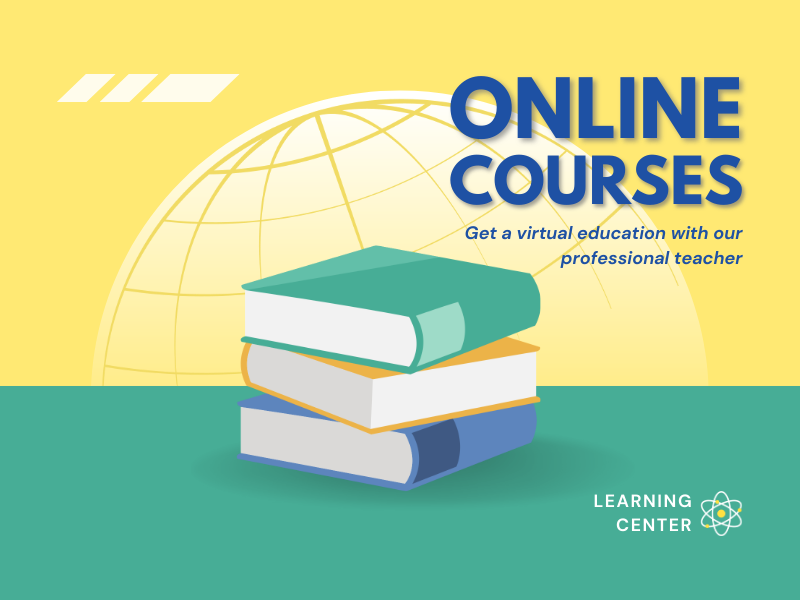 ONLINE
COURSES
Get a virtual education with our
professional teacher
LEARNING
CENTER